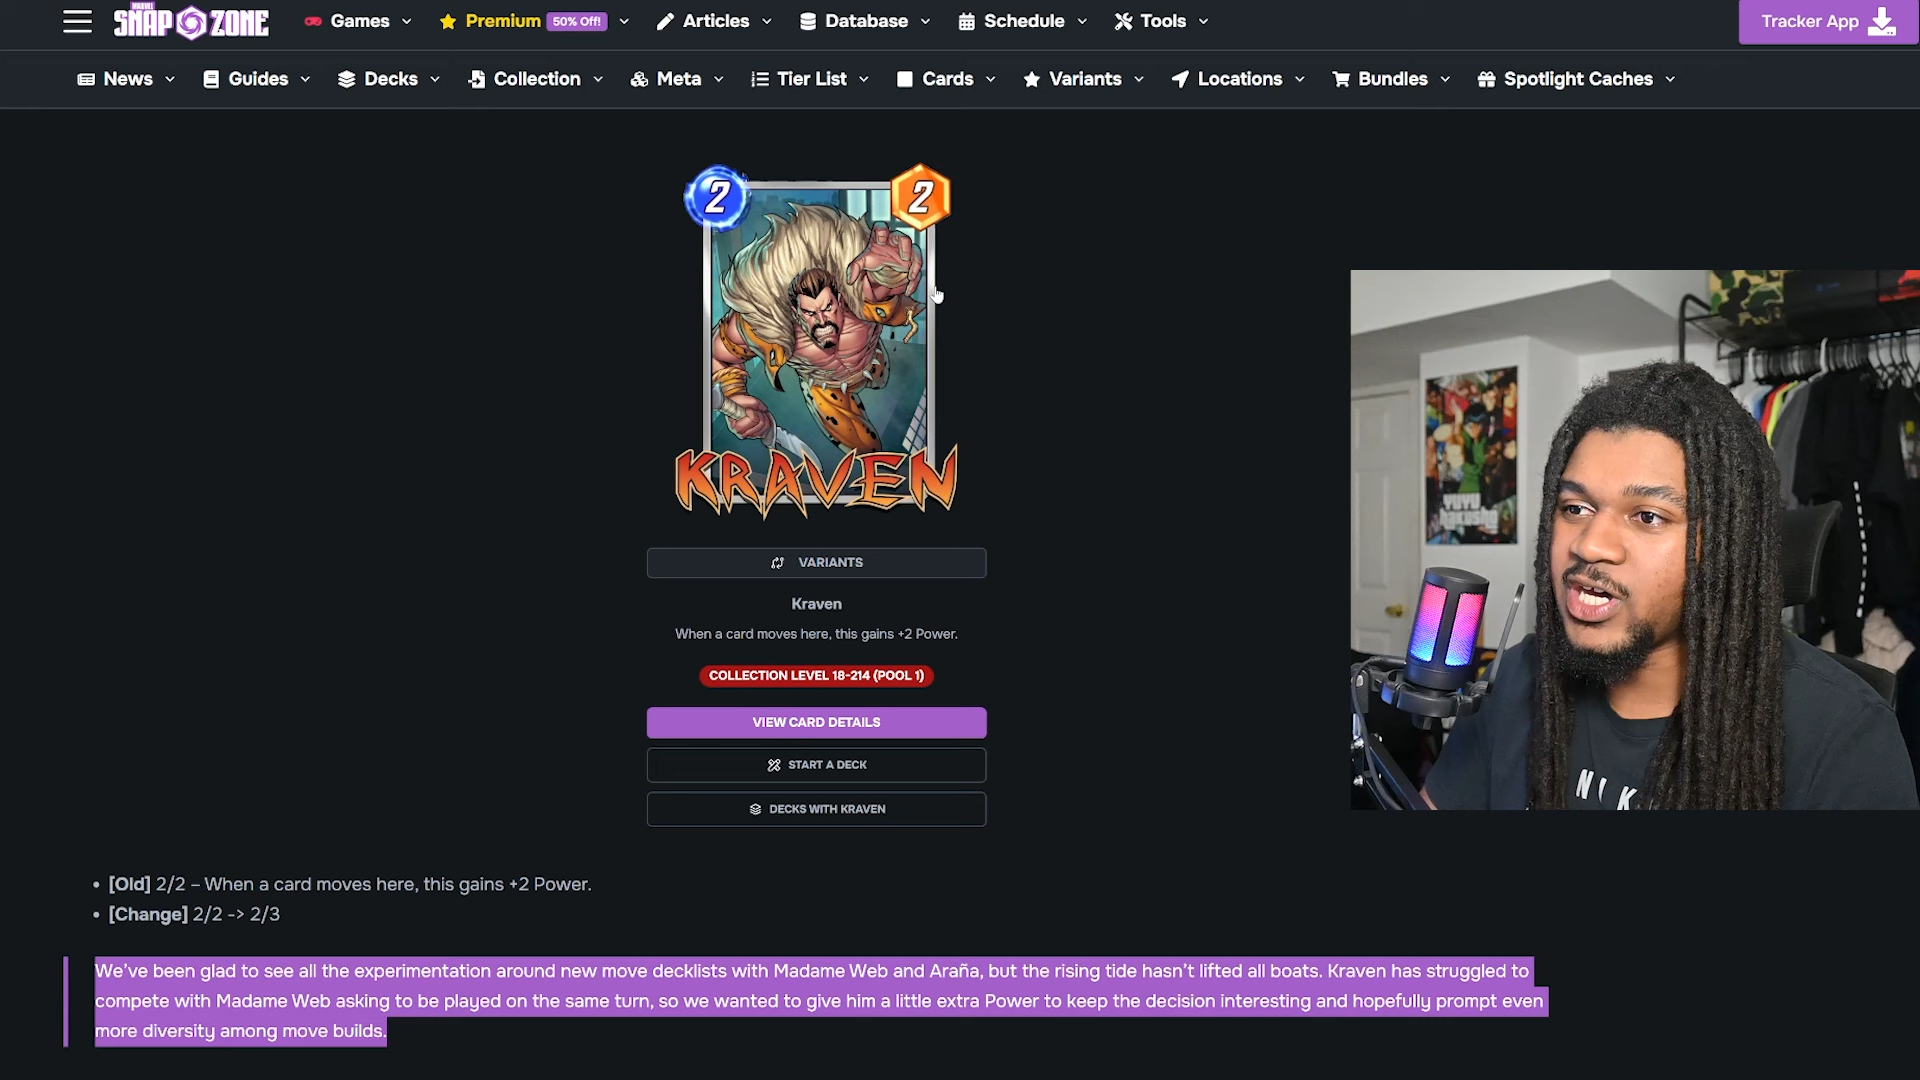 MARVEL
SNAP ZONE
Games
Premium 50% Off!
Articles
Database
Schedule
Tools
Tracker App
News
Guides
Decks
Collection
Meta
Tier List
Cards
Variants
Locations
Bundles
Spotlight Caches
2
2
KRAVEN
VARIANTS
Kraven
When a card moves here, this gains +2 Power.
COLLECTION LEVEL 18-214 (POOL 1)
VIEW CARD DETAILS
START A DECK
DECKS WITH KRAVEN
• [Old] 2/2 – When a card moves here, this gains +2 Power.
• [Change] 2/2 -> 2/3
We've been glad to see all the experimentation around new move decklists with Madame Web and Araña, but the rising tide hasn't lifted all boats. Kraven has struggled to
compete with Madame Web asking to be played on the same turn, so we wanted to give him a little extra Power to keep the decision interesting and hopefully prompt even
more diversity among move builds.
YUYU
HAKUSHO
NIK